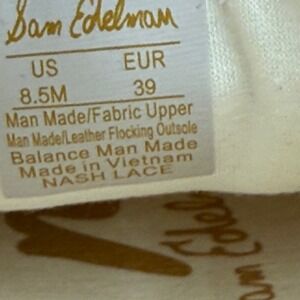 Sam Edelman
US EUR
8.5M 39
Man Made/Fabric Upper
Man Made/Leather Flocking Outsole
Balance Man Made
Made in Vietnam
NASH LACE